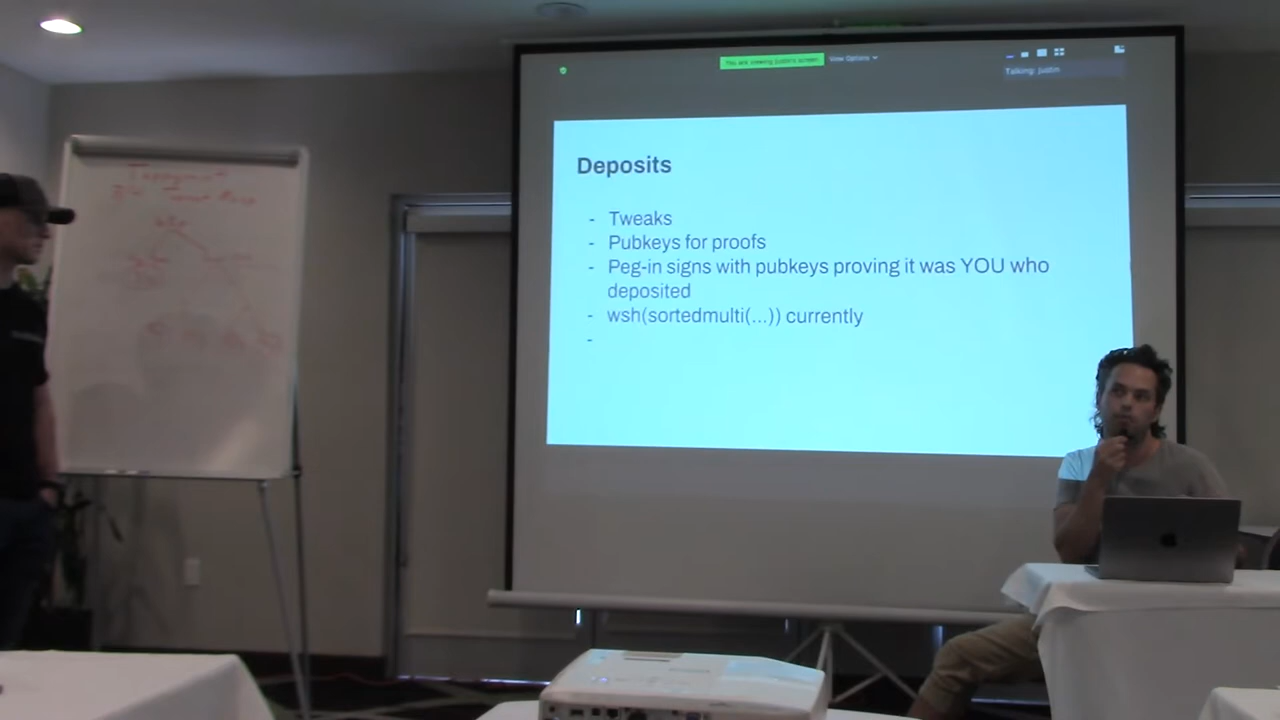 You are viewing justin's screen
View Options
Talking: justin
Deposits
- Tweaks
- Pubkeys for proofs
- Peg-in signs with pubkeys proving it was YOU who
deposited
- wsh(sortedmulti(...)) currently
-